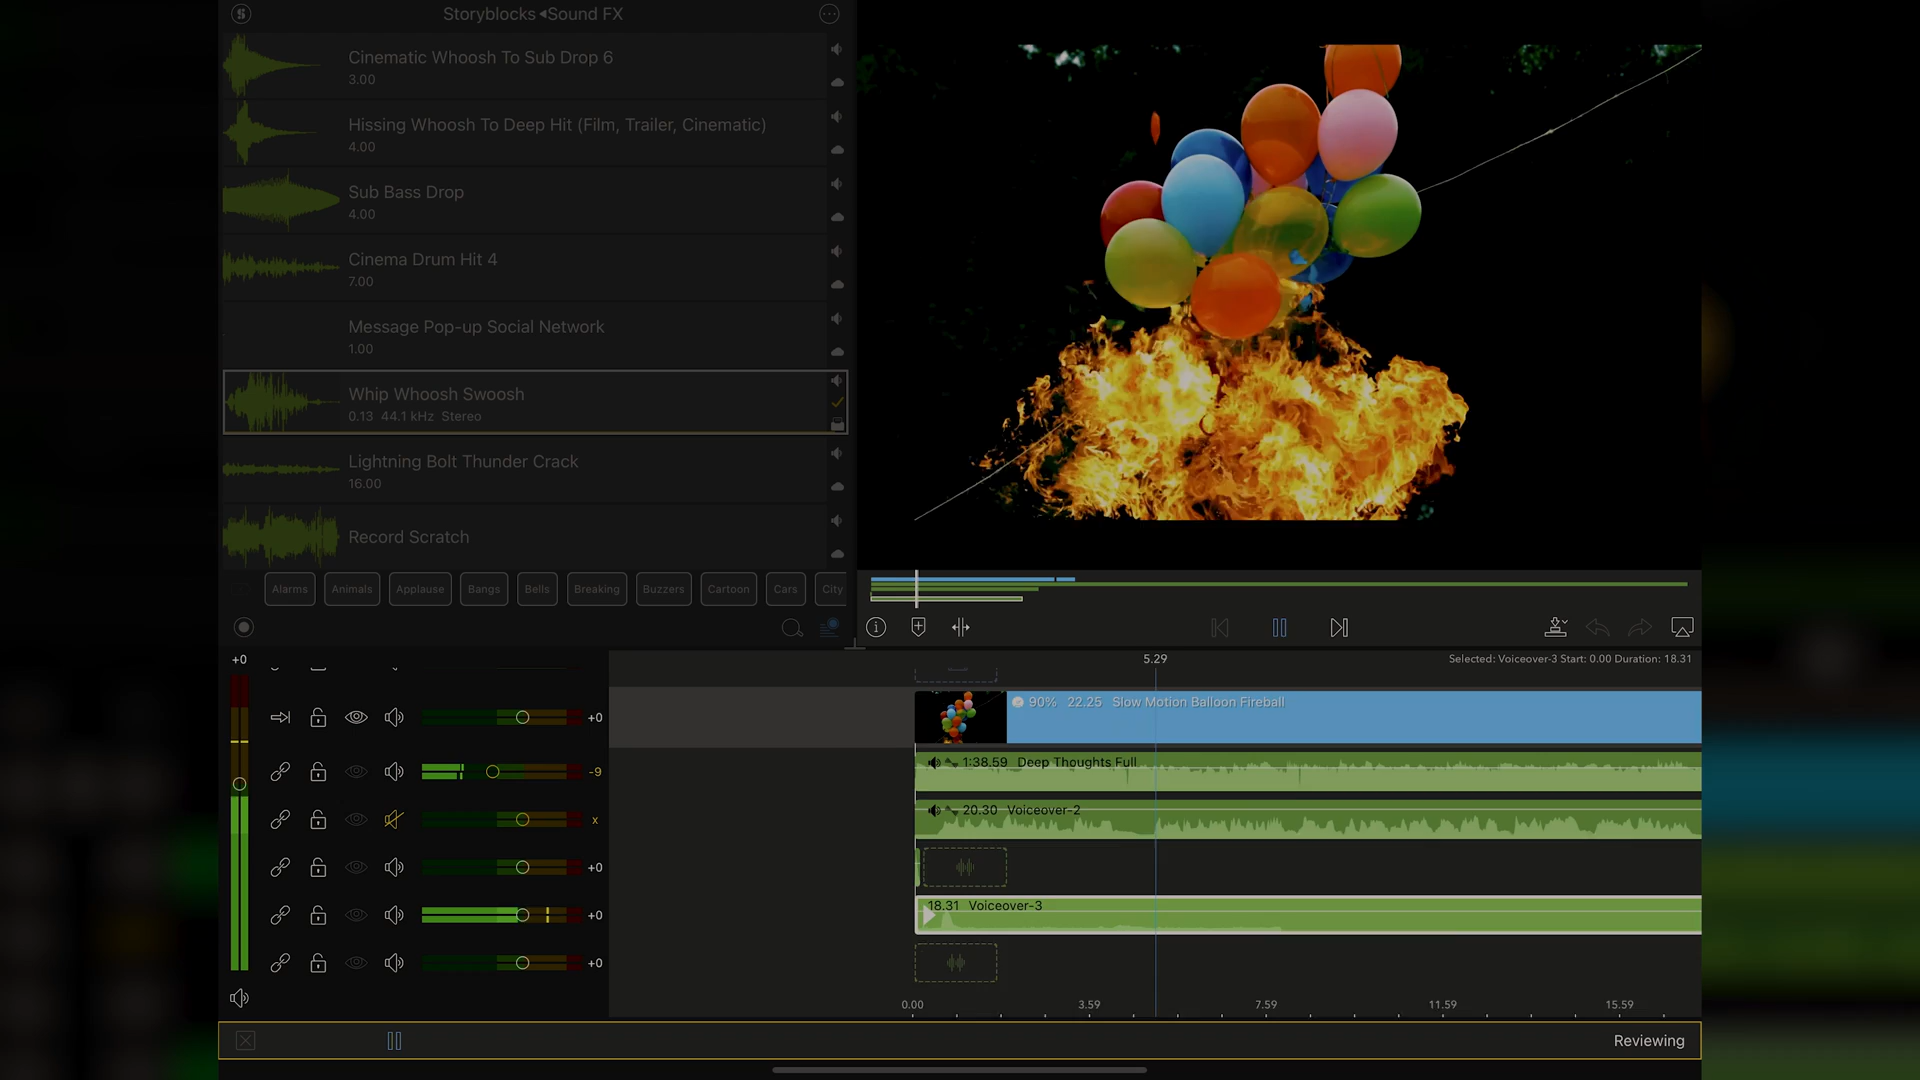 Storyblocks ◂Sound FX
Cinematic Whoosh To Sub Drop 6
3.00
Hissing Whoosh To Deep Hit (Film, Trailer, Cinematic)
4.00
Sub Bass Drop
4.00
Cinema Drum Hit 4
7.00
Message Pop-up Social Network
1.00
Whip Whoosh Swoosh
0.13 44.1 kHz Stereo
Lightning Bolt Thunder Crack
16.00
Record Scratch
Alarms Animals Applause Bangs Bells Breaking Buzzers Cartoon Cars City
+0
5.29
Selected: Voiceover-3 Start: 0.00 Duration: 18.31
+0
90% 22.25 Slow Motion Balloon Fireball
-9
1:38.59 Deep Thoughts Full
x
20.30 Voiceover-2
+0
+0
18.31 Voiceover-3
+0
0.00 3.59 7.59 11.59 15.59
Reviewing